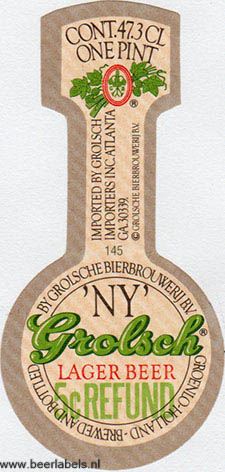 CONT.47.3 CL
ONE PINT
®
IMPORTED BY GROLSCH
IMPORTERS INC. ATLANTA
GA. 30339
© GROLSCHE BIERBROUWERIJ B.V.
145
BREWED AND BOTTLED BY GROLSCHE BIERBROUWERIJ B.V. GROENLO HOLLAND
'NY'
Grolsch®
LAGER BEER
5¢ REFUND
www.beerlabels.nl